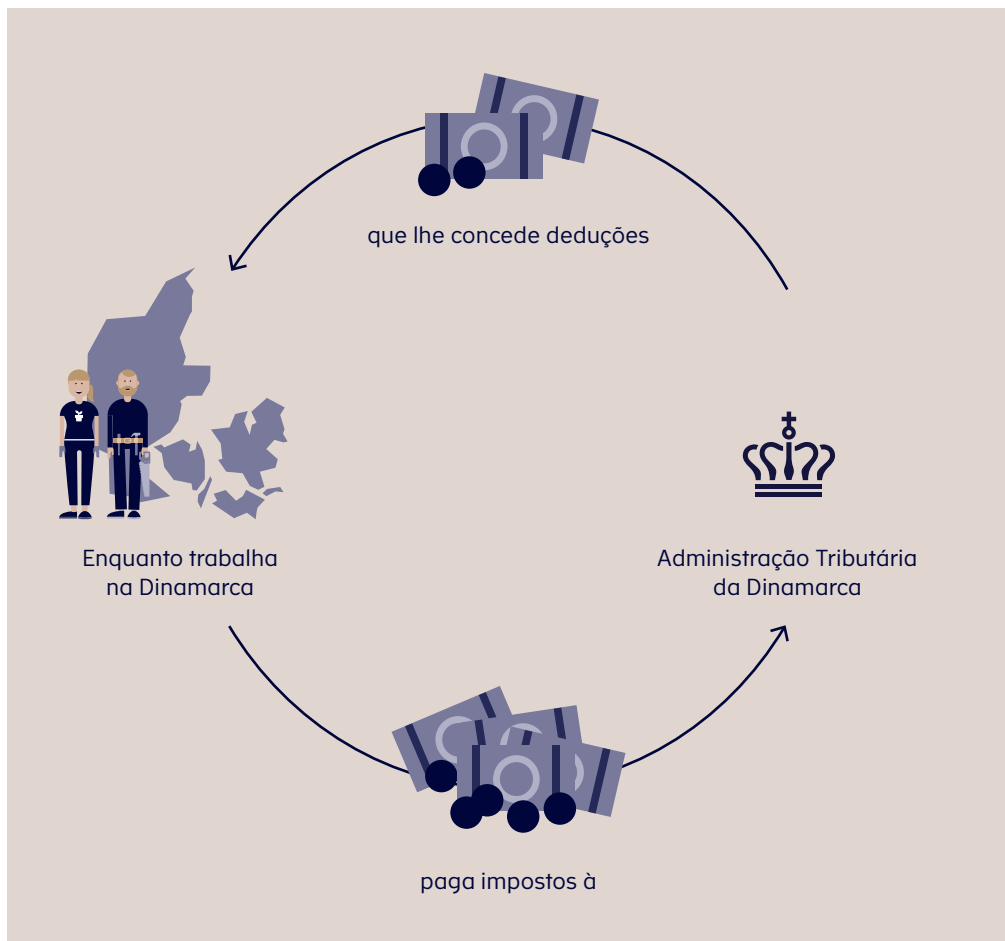 que lhe concede deduções
Enquanto trabalha
na Dinamarca
Administração Tributária
da Dinamarca
paga impostos à